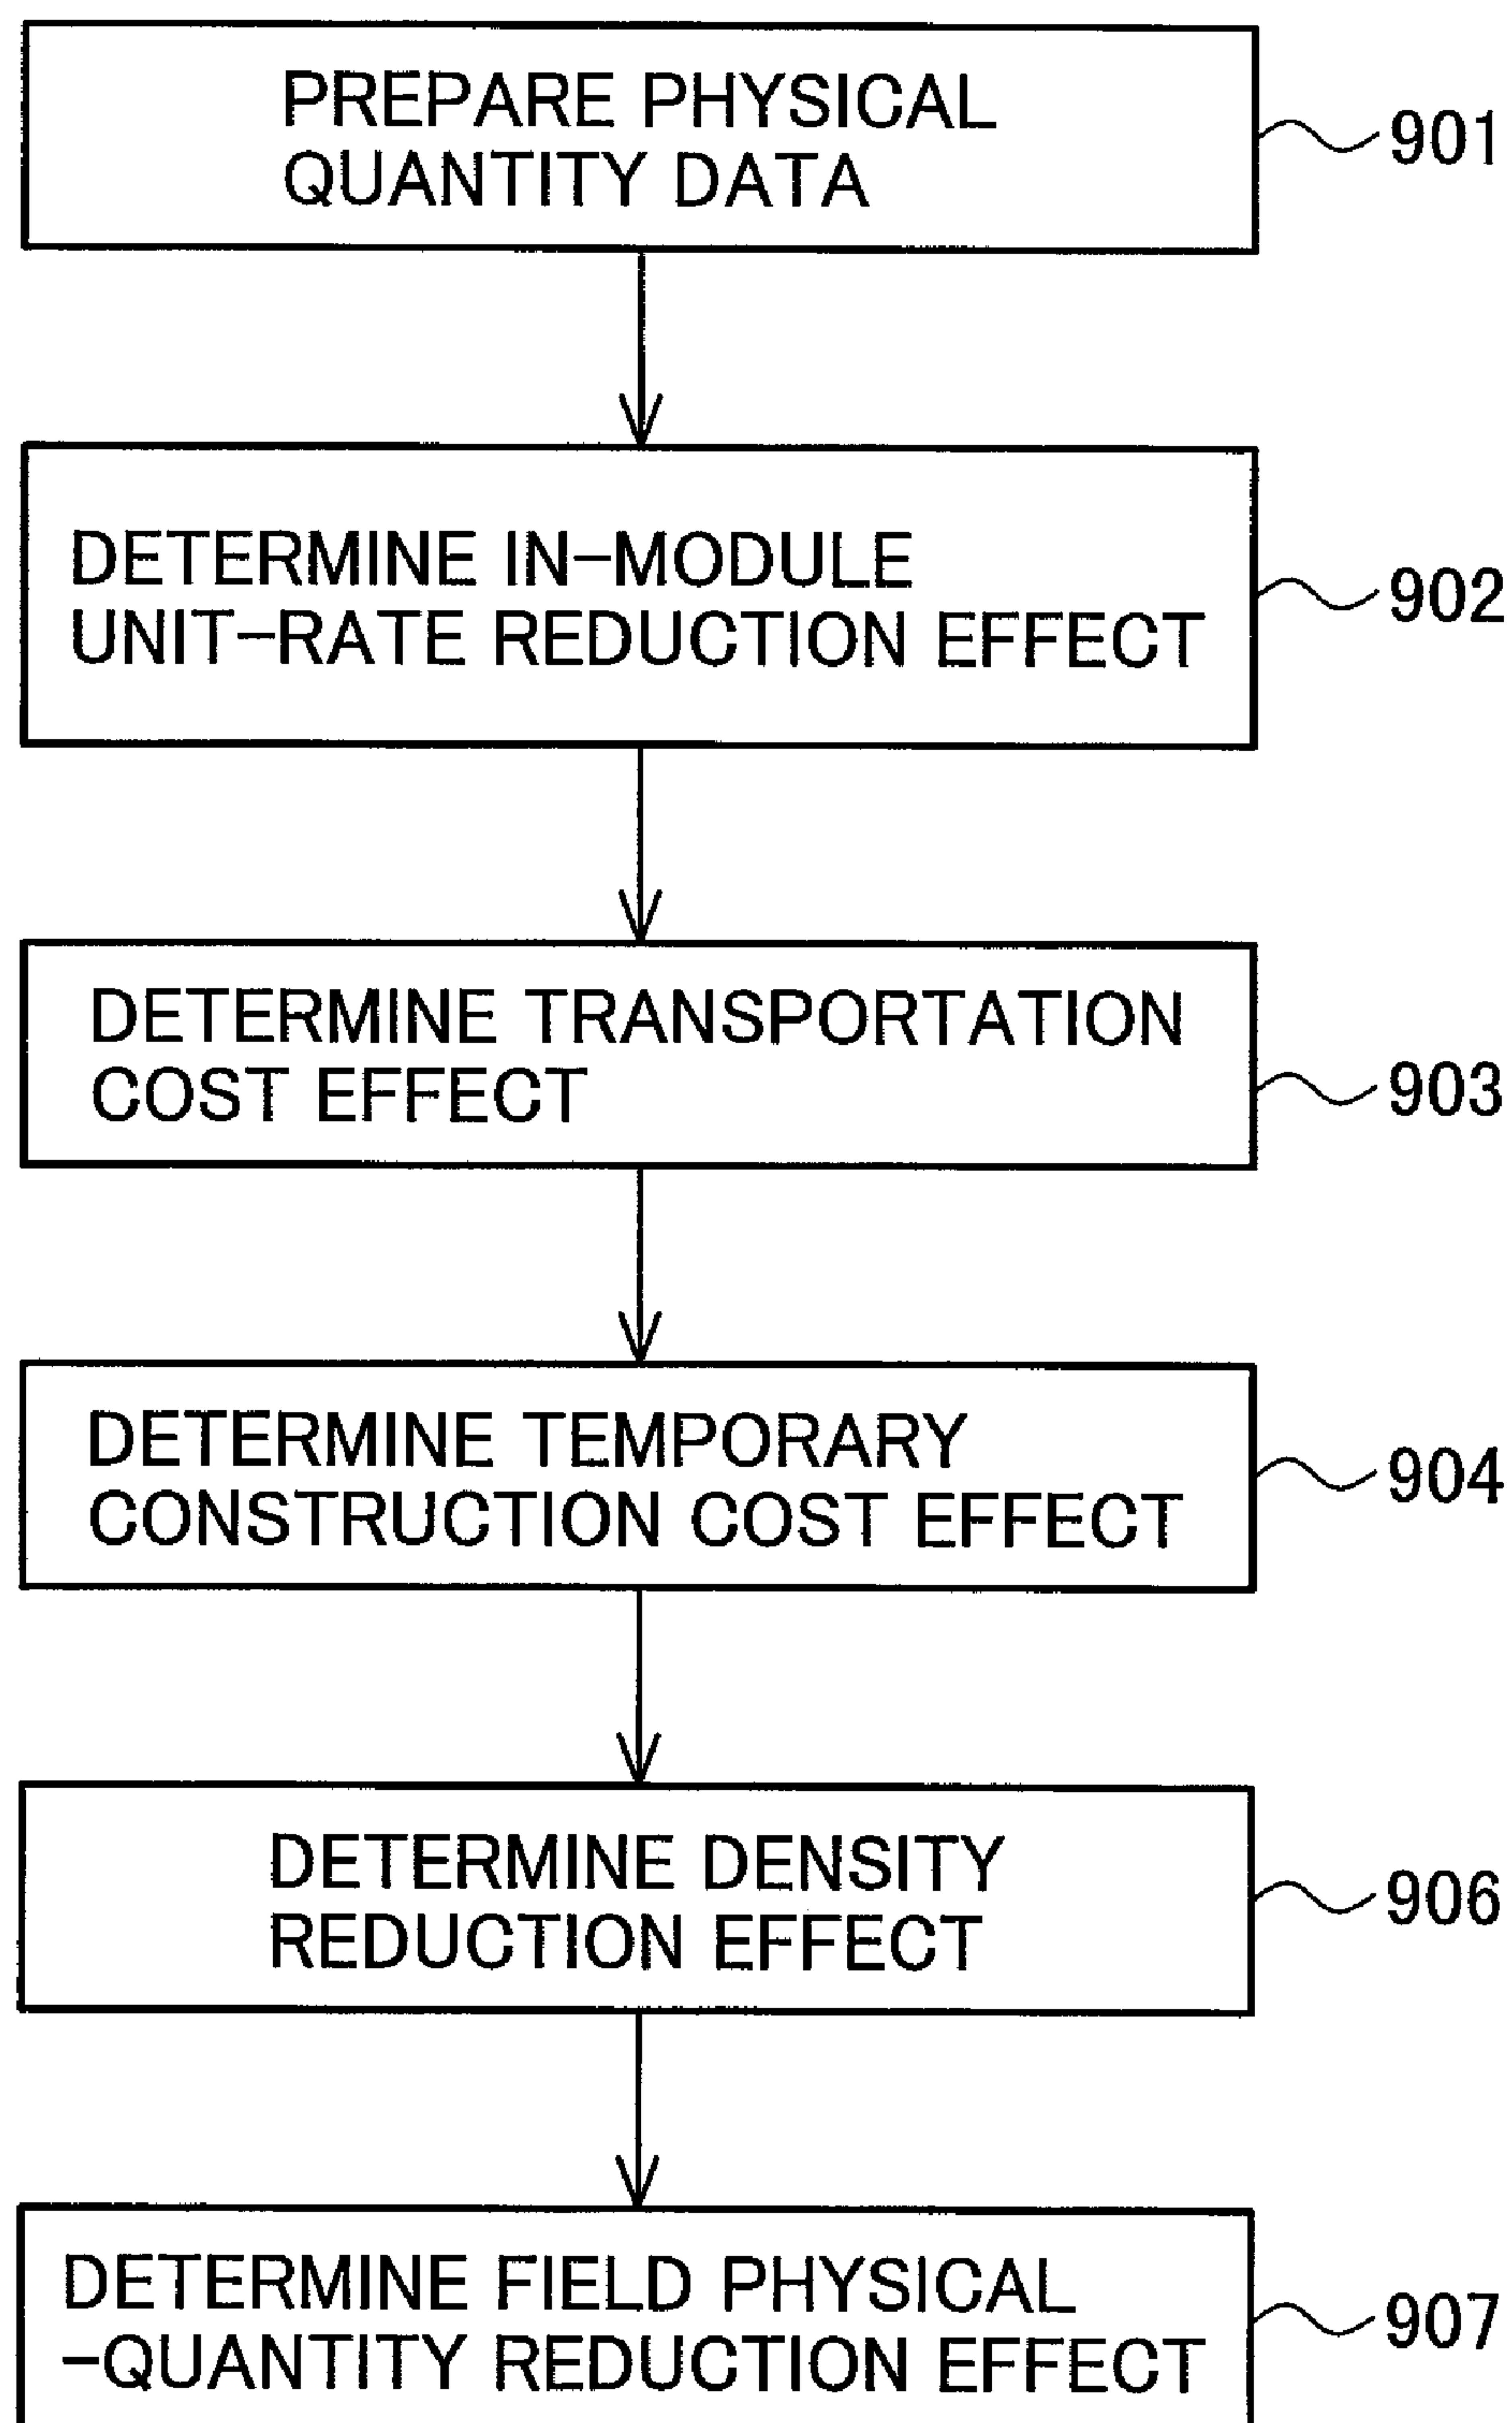 PREPARE PHYSICAL
QUANTITY DATA
901
DETERMINE IN-MODULE
UNIT-RATE REDUCTION EFFECT
902
DETERMINE TRANSPORTATION
COST EFFECT
903
DETERMINE TEMPORARY
CONSTRUCTION COST EFFECT
904
DETERMINE DENSITY
REDUCTION EFFECT
906
DETERMINE FIELD PHYSICAL
-QUANTITY REDUCTION EFFECT
907